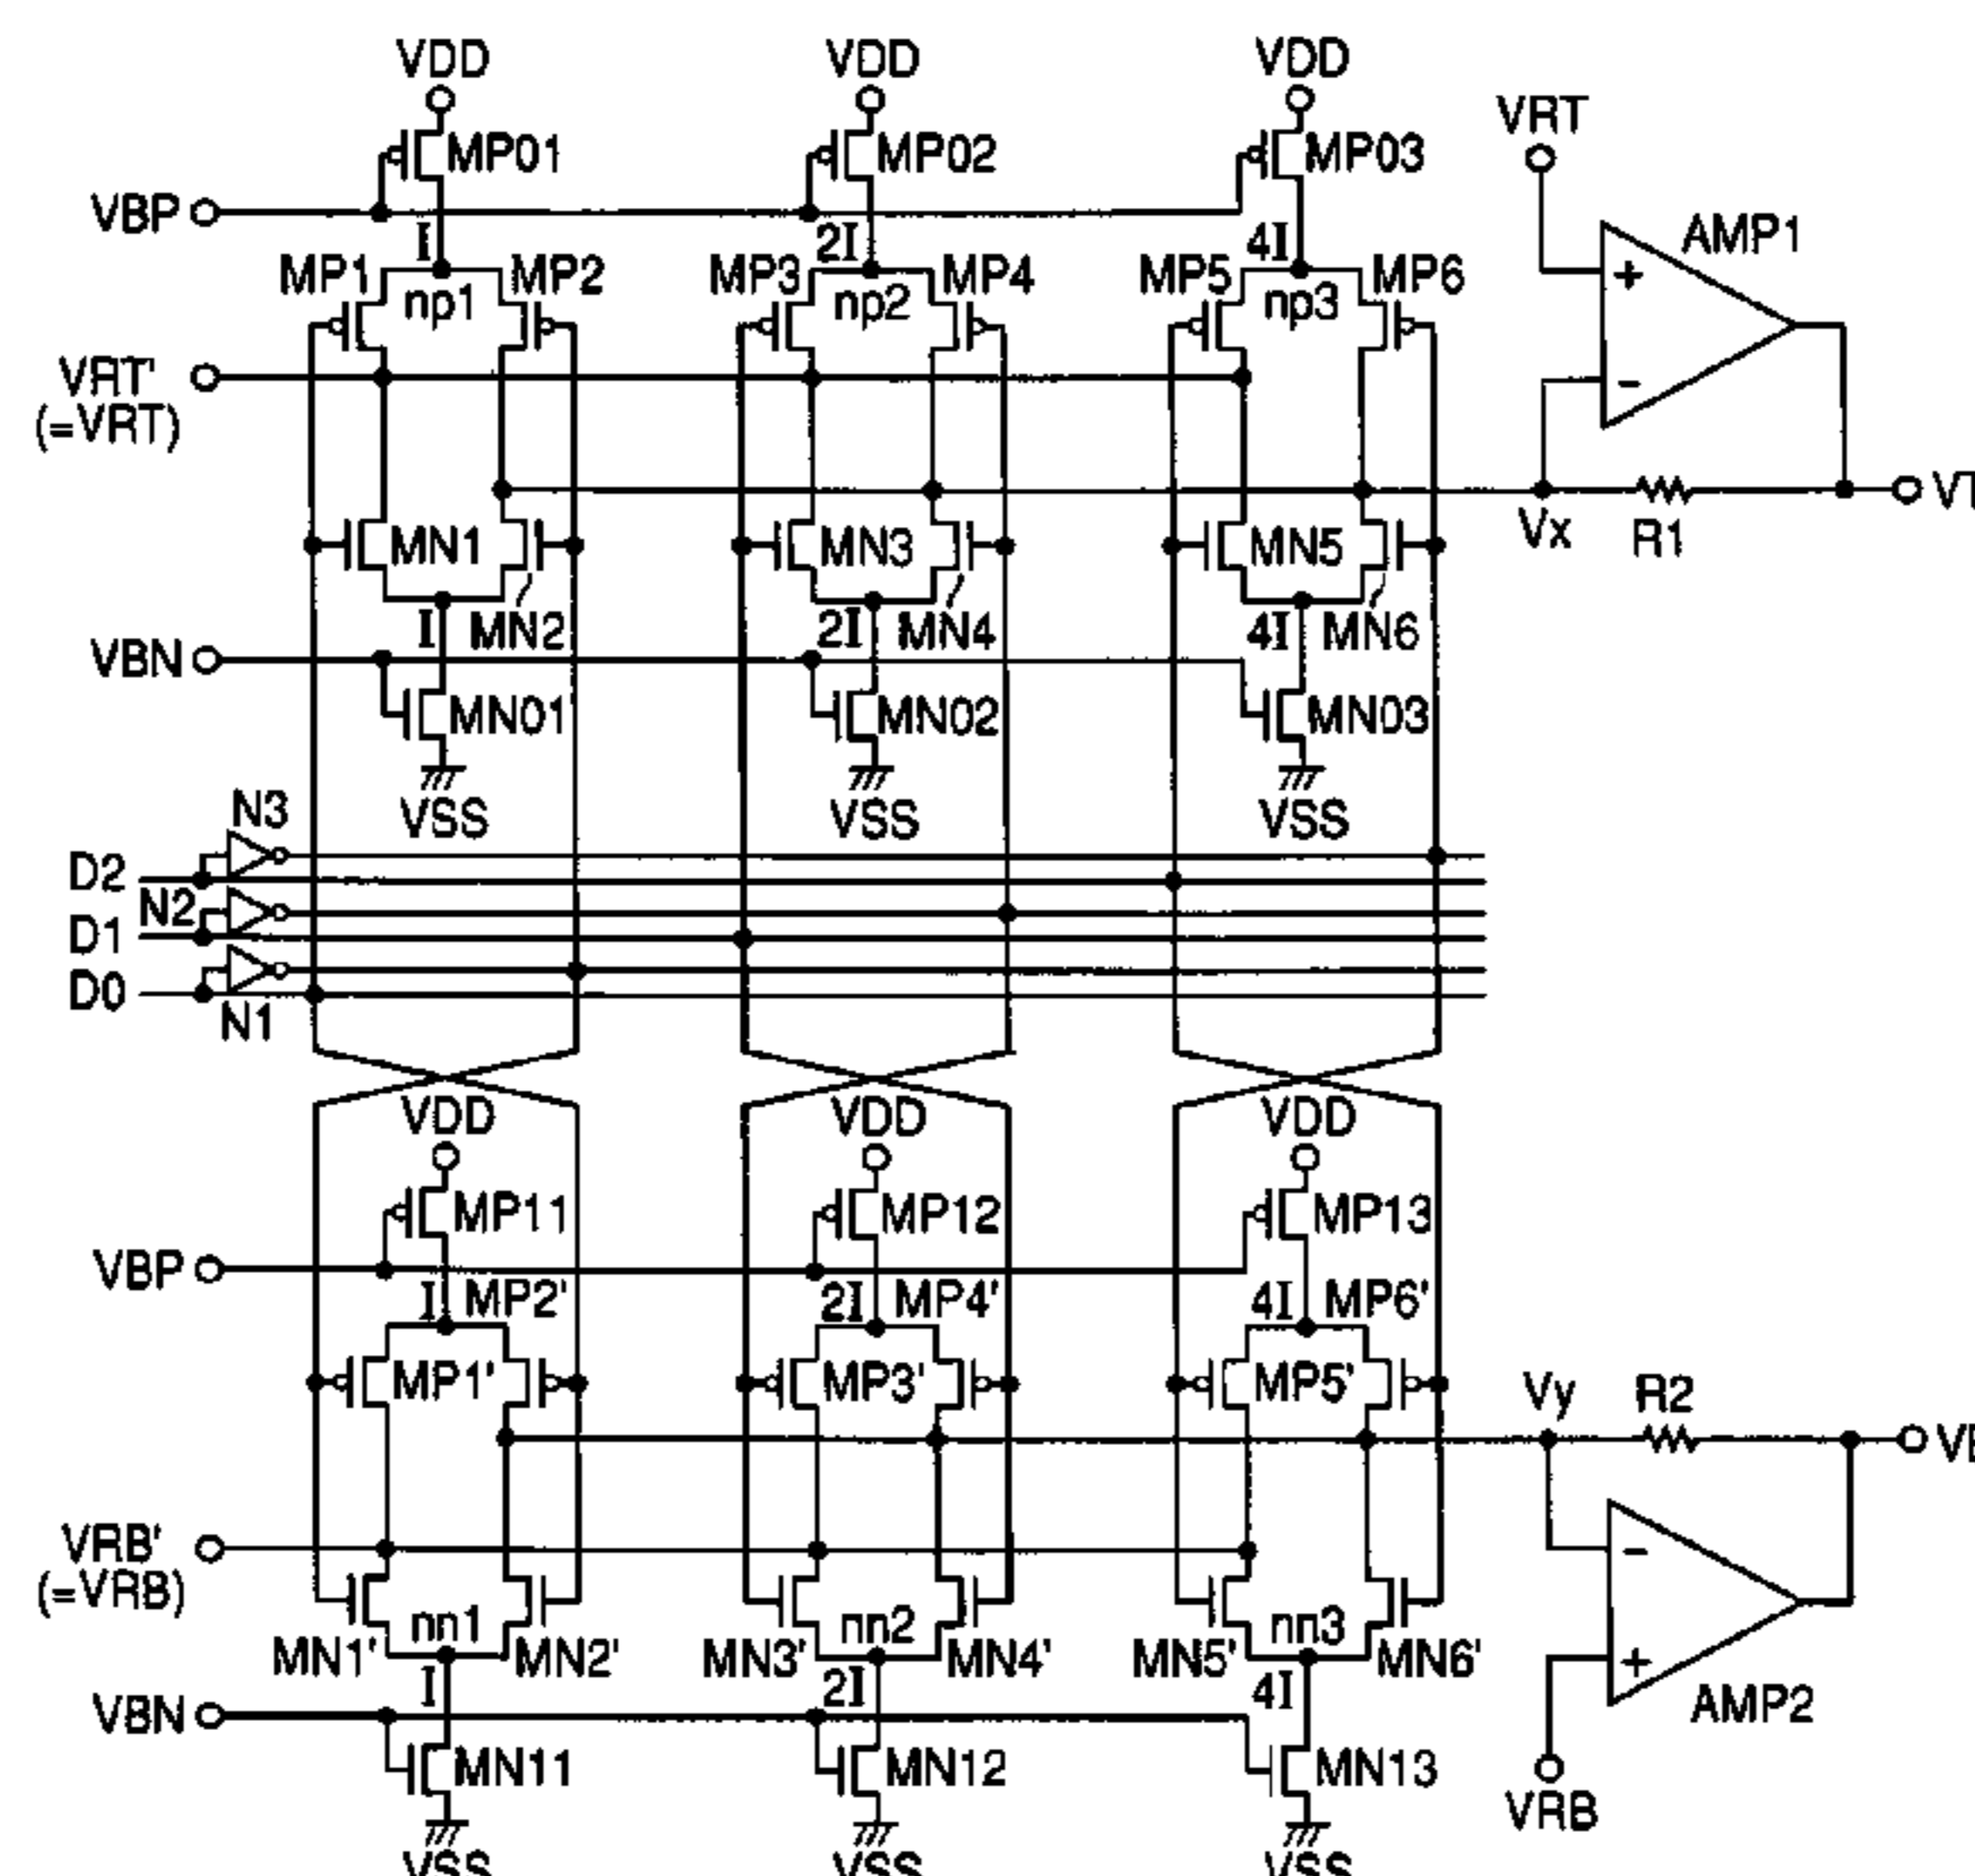 VDD VDD VDD
VRT
MP01 MP02 MP03
VBP
AMP1
I 2I 4I
MP1 MP2 MP3 MP4 MP5 MP6
np1 np2 np3
+
VRT'
(=VRT)
-
Vx R1
MN1 MN3 MN5
I MN2 2I MN4 4I MN6
VBN
MN01 MN02 MN03
VSS VSS VSS
N3
D2
N2
D1
D0
N1
VDD VDD VDD
MP11 MP12 MP13
VBP
I MP2' 2I MP4' 4I MP6'
MP1' MP3' MP5'
Vy R2
VRB'
(=VRB)
-
nn1 nn2 nn3
MN1' MN2' MN3' MN4' MN5' MN6'
+
I 2I 4I
VBN
AMP2
MN11 MN12 MN13
VRB
VSS VSS VSS